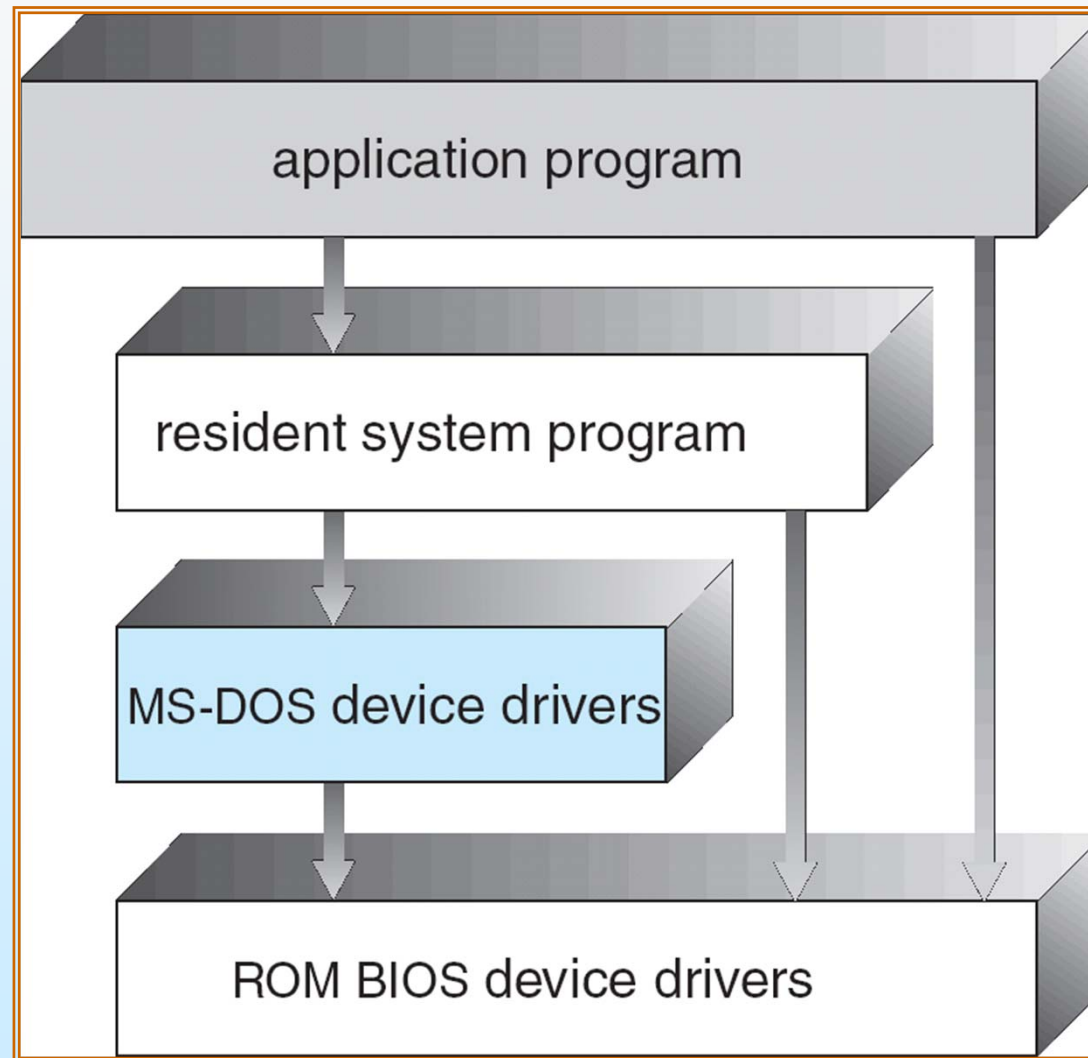 application program
resident system program
MS-DOS device drivers
ROM BIOS device drivers